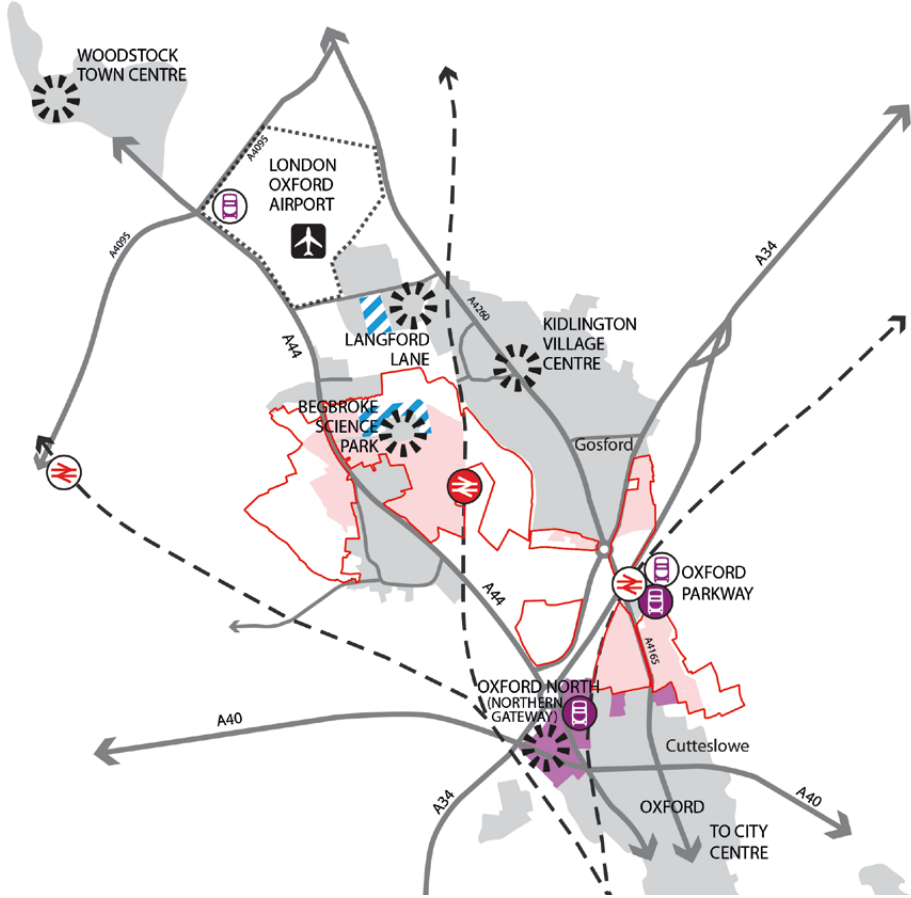 WOODSTOCK
TOWN CENTRE
A4095
LONDON
OXFORD
AIRPORT
A4095
A34
A4260
A44
LANGFORD
LANE
KIDLINGTON
VILLAGE
CENTRE
BEGBROKE
SCIENCE
PARK
Gosford
OXFORD
PARKWAY
A44
A4165
OXFORD NORTH
(NORTHERN
GATEWAY)
A40
Cutteslowe
A34
OXFORD
A40
TO CITY
CENTRE